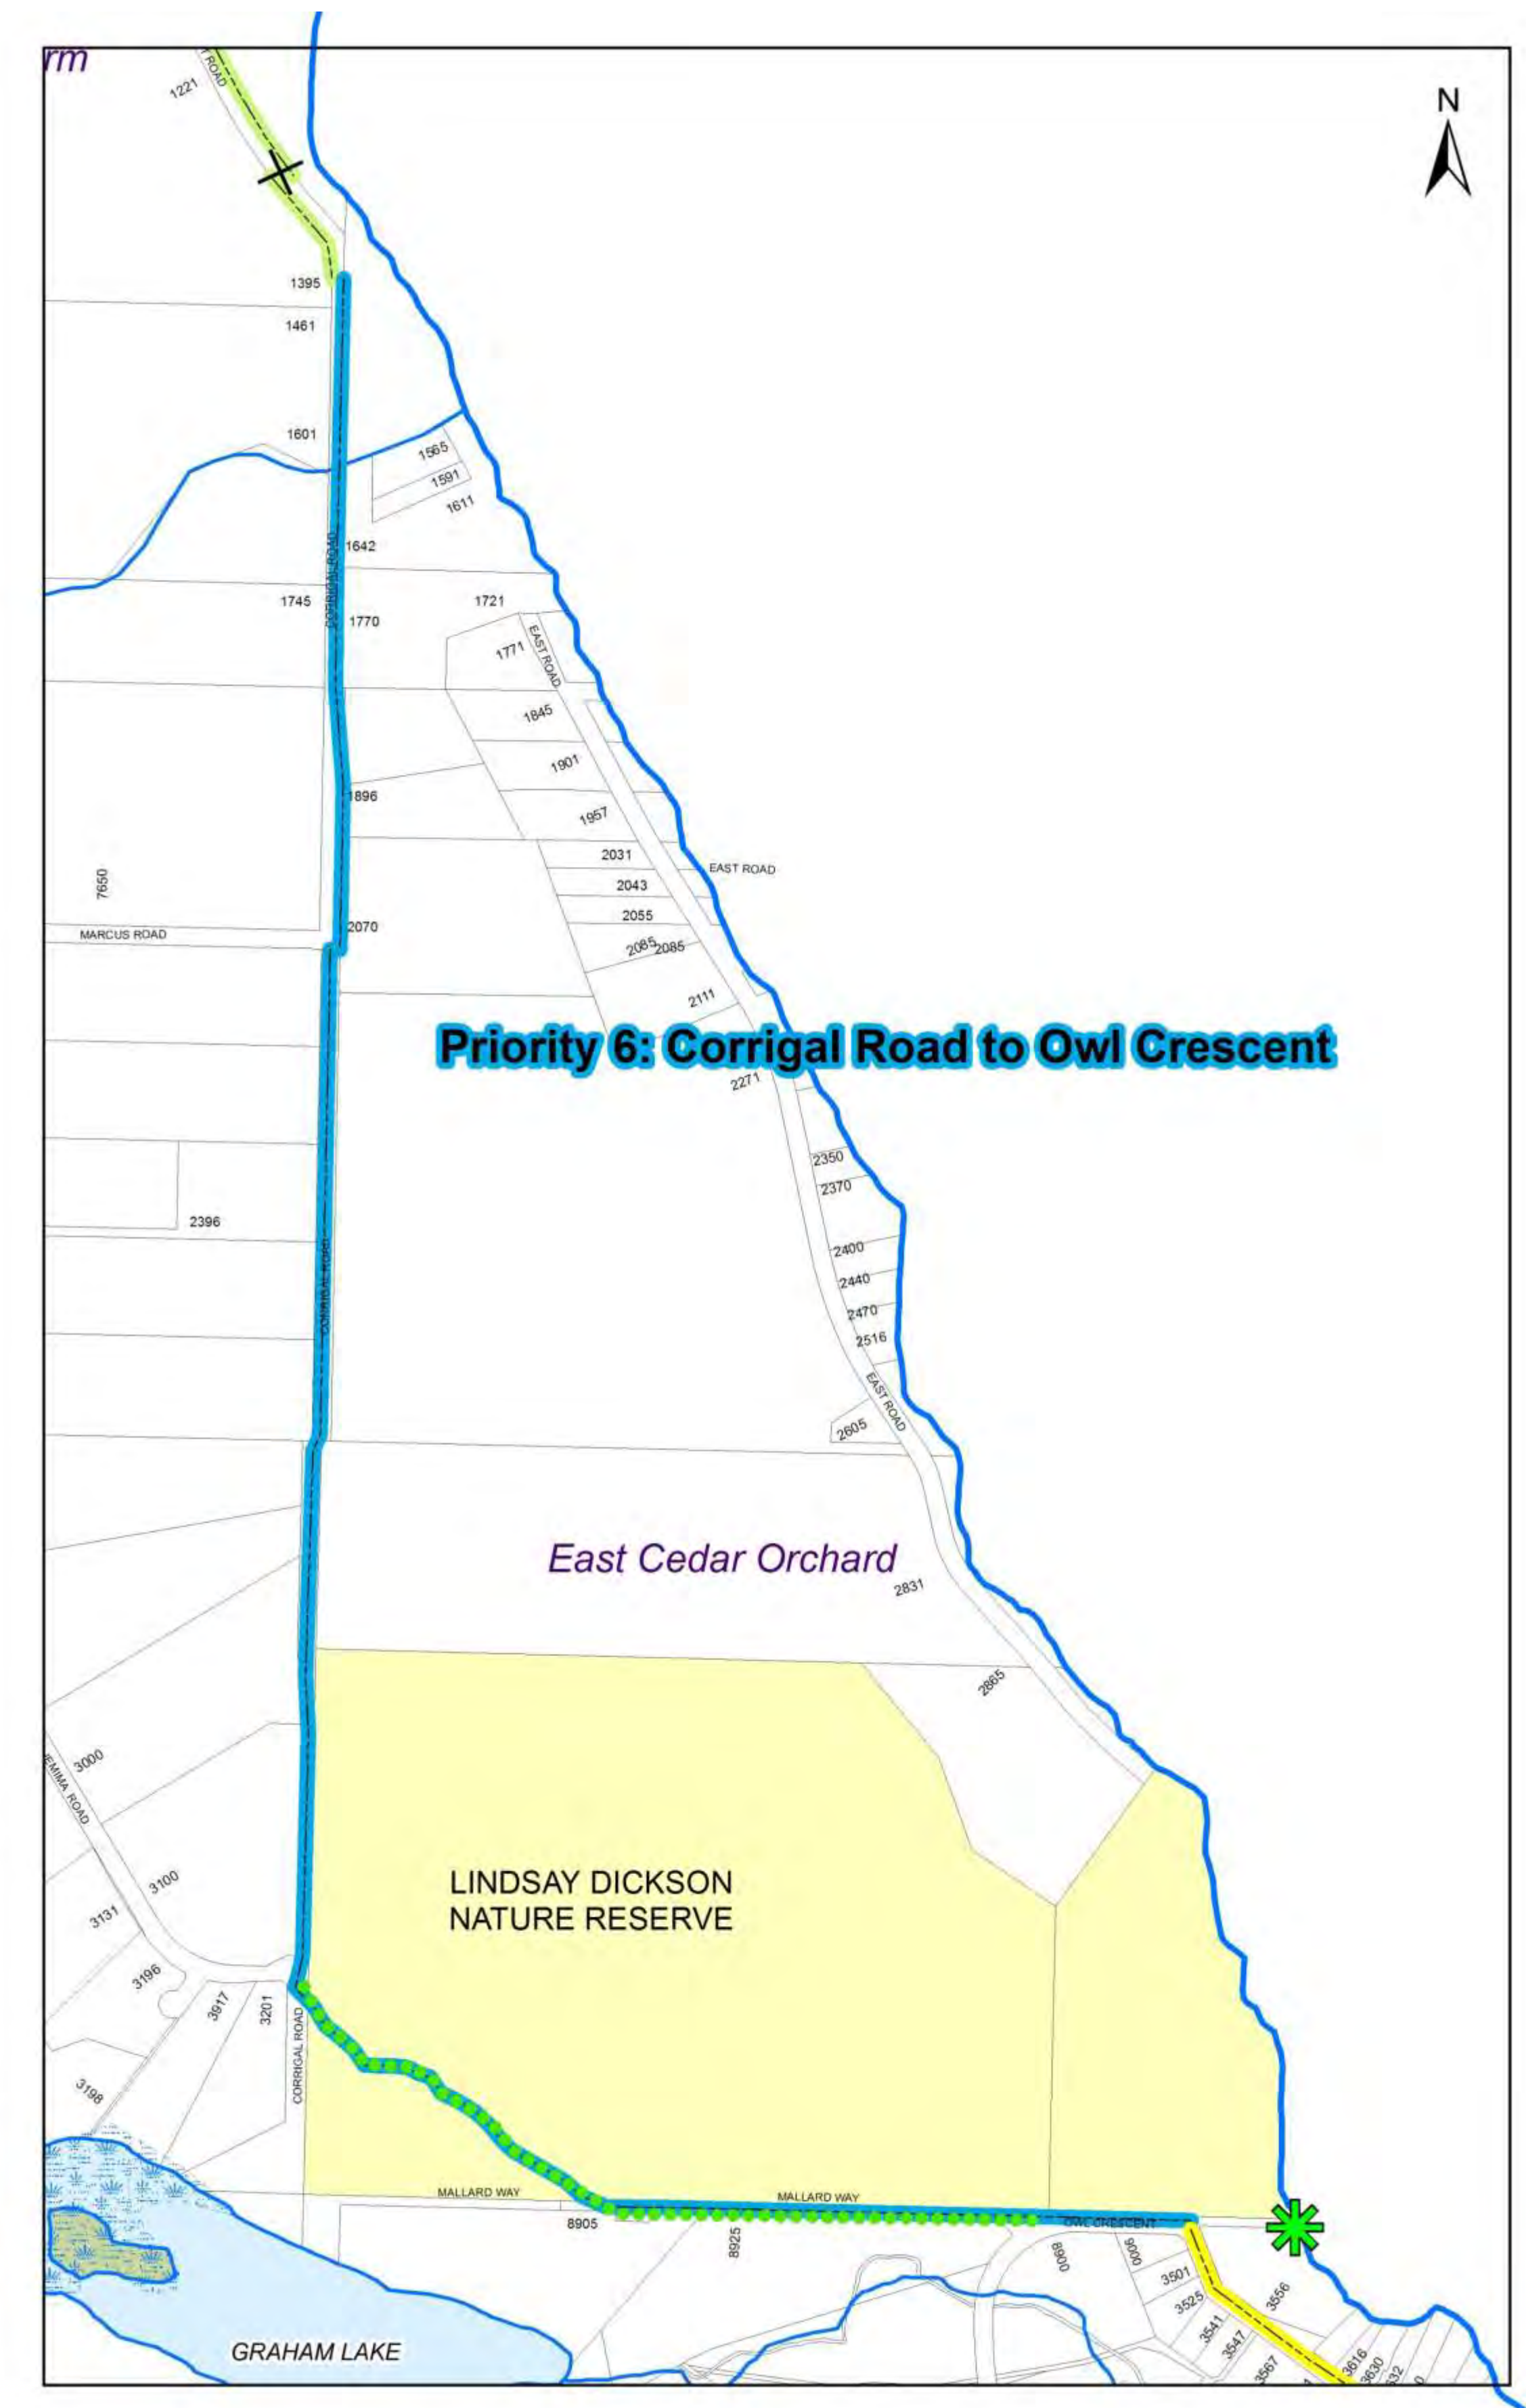 rm
T ROAD
1221
N
1395
1461
1601
1565
1591
1611
CORRIGAL ROAD
1642
1745
1770
1721
1771
EAST ROAD
1845
1901
1896
1957
2031
EAST ROAD
7650
2043
2055
2070
MARCUS ROAD
2085
2085
2111
Priority 6: Corrigal Road to Owl Crescent
2271
2350
2370
2396
2400
CORRIGAL ROAD
2440
2470
2516
EAST ROAD
2605
East Cedar Orchard
2831
2865
3000
EMIMA ROAD
3100
LINDSAY DICKSON
NATURE RESERVE
3131
3196
3917
3201
CORRIGAL ROAD
3198
MALLARD WAY
MALLARD WAY
8905
OWL CRESCENT
8925
8900
9000
3501
3525
3556
3541
3547
GRAHAM LAKE
3567
3616
3630